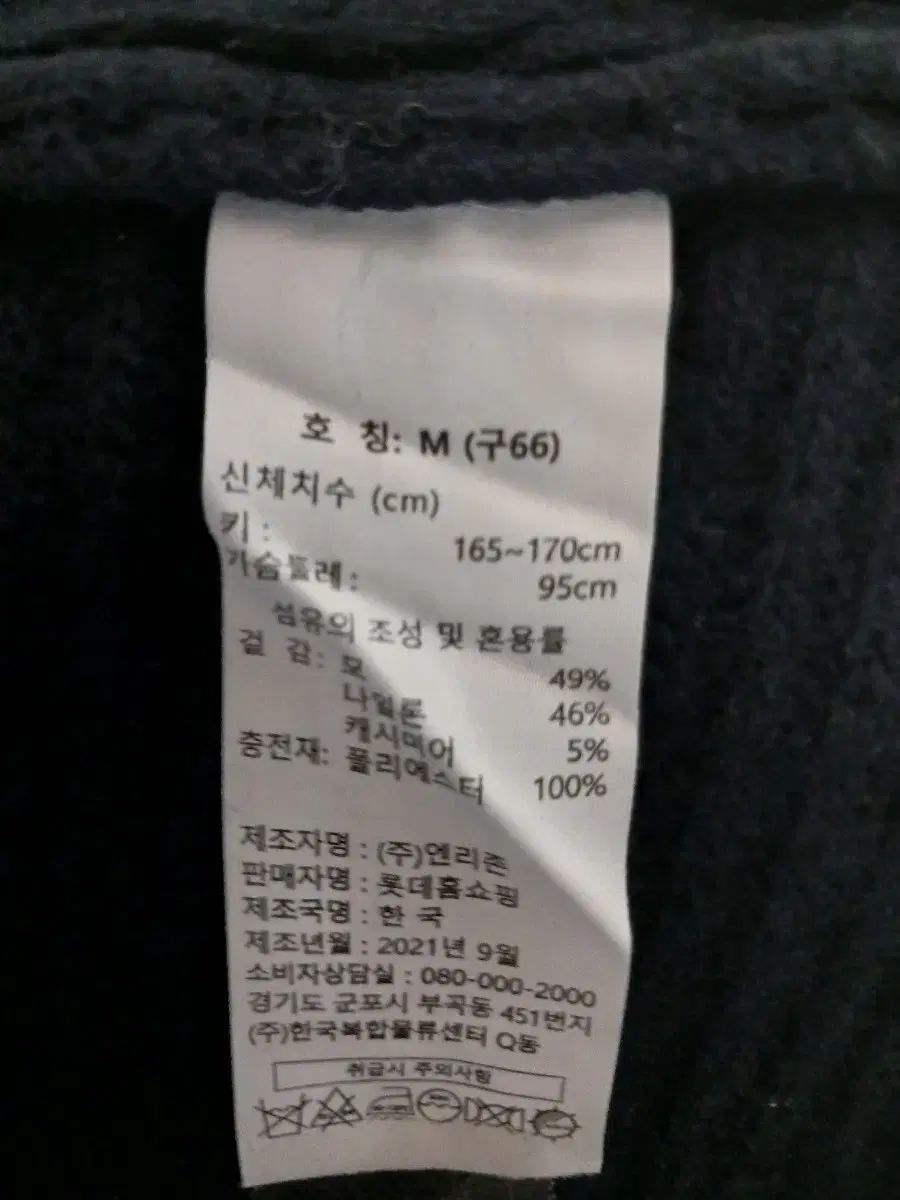 호 칭: M (구66)
신체치수 (cm)
키 : 165~170cm
가슴둘레 : 95cm
섬유의 조성 및 혼용률
겉 감: 모 49%
나일론 46%
캐시미어 5%
충전재: 폴리에스터 100%
제조자명 : (주)엔리즌
판매자명 : 롯데홈쇼핑
제조국명 : 한 국
제조년월 : 2021년 9월
소비자상담실 : 080-000-2000
경기도 군포시 부곡동 451번지
(주)한국복합물류센터 Q동
취급시 주의사항